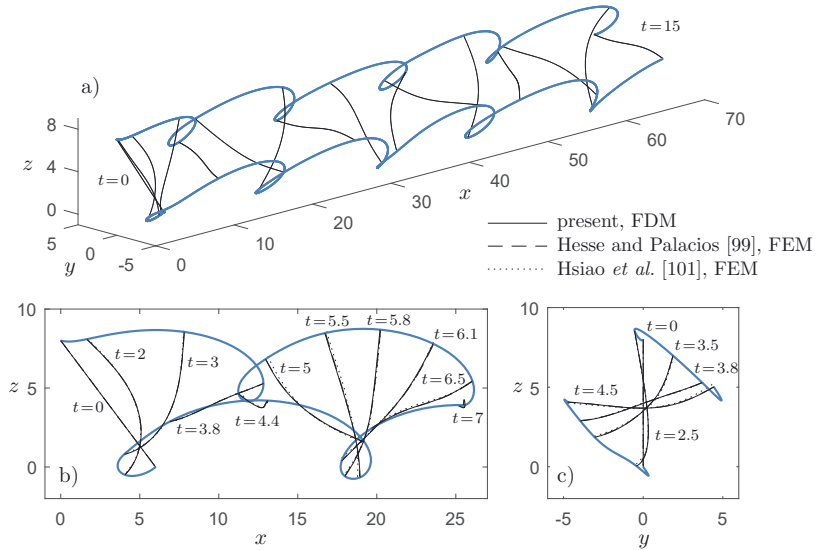 a)
t=15
8
4
0
z
t=0
5
0
-5
y
0
10
20
30
40
50
60
70
x
present, FDM
Hesse and Palacios [99], FEM
Hsiao et al. [101], FEM
10
5
0
z
t=2
t=0
t=3
t=3.8
t=4.4
t=5
t=5.5
t=5.8
t=6.1
t=6.5
t=7
b)
0
5
10
15
20
25
x
10
5
0
z
t=0
t=3.5
t=3.8
t=4.5
t=2.5
c)
-5
0
5
y